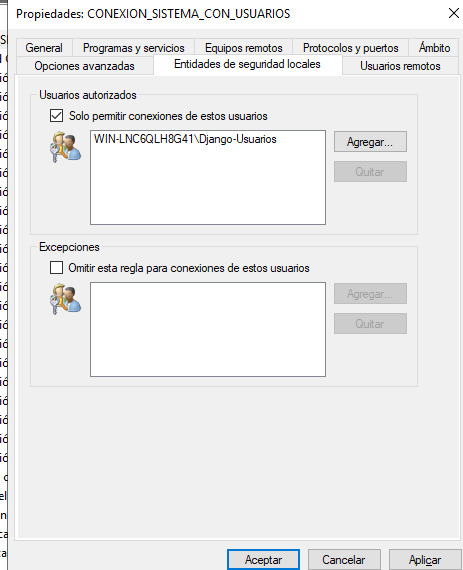 Propiedades: CONEXION_SISTEMA_CON_USUARIOS
General
Programas y servicios
Equipos remotos
Protocolos y puertos
Ámbito
Opciones avanzadas
Entidades de seguridad locales
Usuarios remotos
Usuarios autorizados
Solo permitir conexiones de estos usuarios
WIN-LNC6QLH8G41\Django-Usuarios
Agregar...
Quitar
Excepciones
Omitir esta regla para conexiones de estos usuarios
Agregar...
Quitar
Aceptar
Cancelar
Aplicar